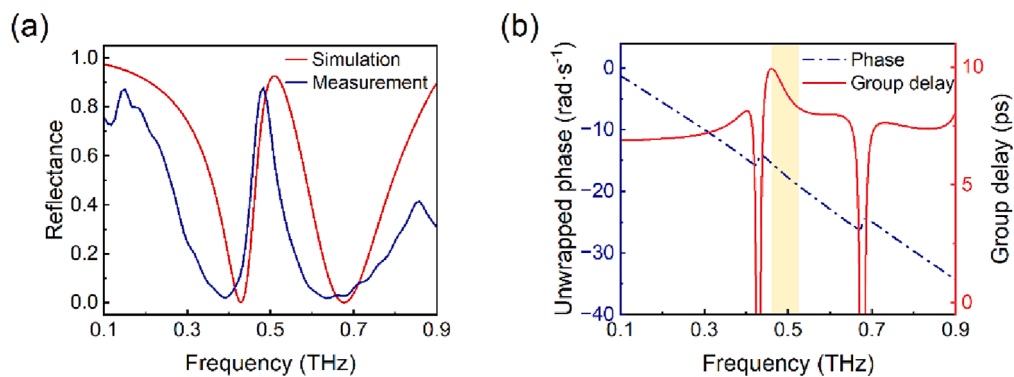 (a)
Reflectance
1.0
0.8
0.6
0.4
0.2
0.0
Simulation
Measurement
0.1 0.3 0.5 0.7 0.9
Frequency (THz)
(b)
Unwrapped phase (rad·s⁻¹)
0
−10
−20
−30
−40
Phase
Group delay
10
5
0
Group delay (ps)
0.1 0.3 0.5 0.7 0.9
Frequency (THz)